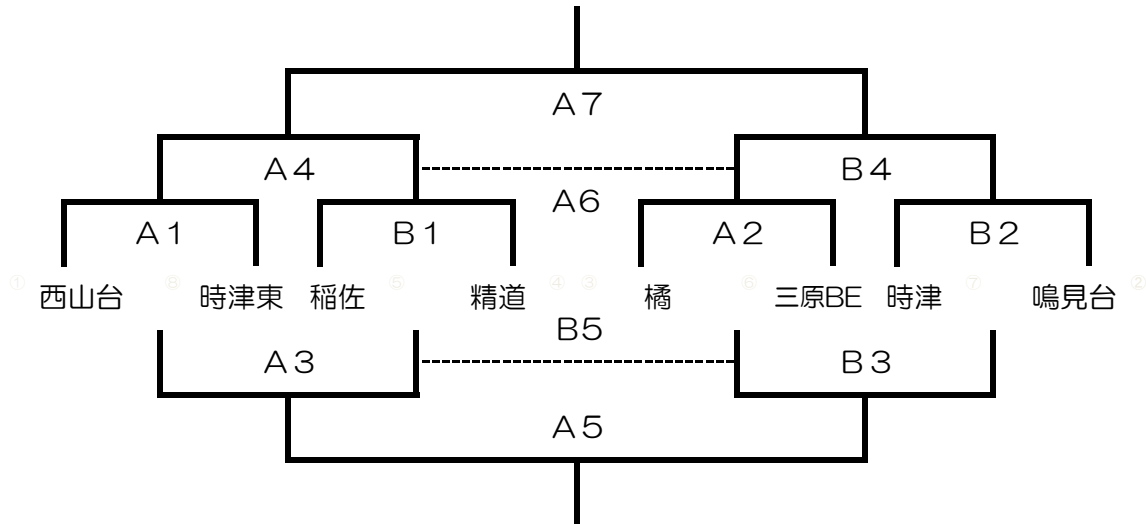 A7
A4 B4
A6
A1 B1 A2 B2
① 西山台 ⑧ 時津東 稲佐 ⑤ 精道 ④ ③ 橘 ⑥ 三原BE 時津 ⑦ 鳴見台 ②
B5
A3 B3
A5